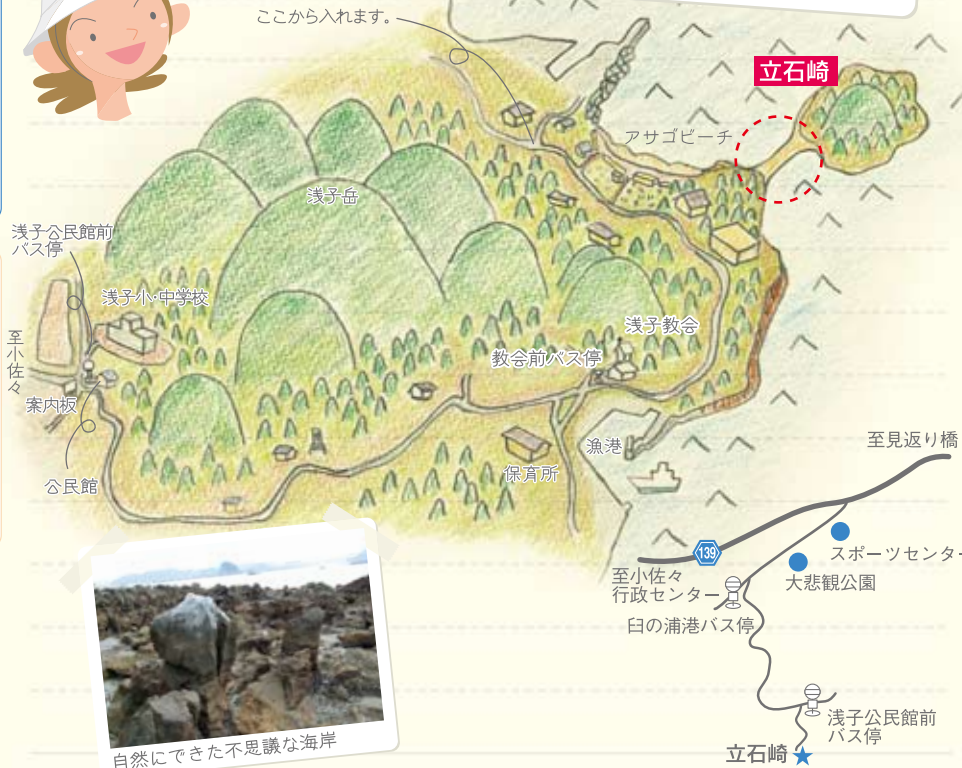 ここから入れます。
立石崎
アサゴビーチ
浅子岳
浅子公民館前
バス停
浅子小・中学校
至小佐々
浅子教会
教会前バス停
案内板
公民館
漁港
保育所
至見返り橋
139
スポーツセンター
至小佐々
行政センター
大悲観公園
臼の浦港バス停
浅子公民館前
バス停
立石崎
自然にできた不思議な海岸